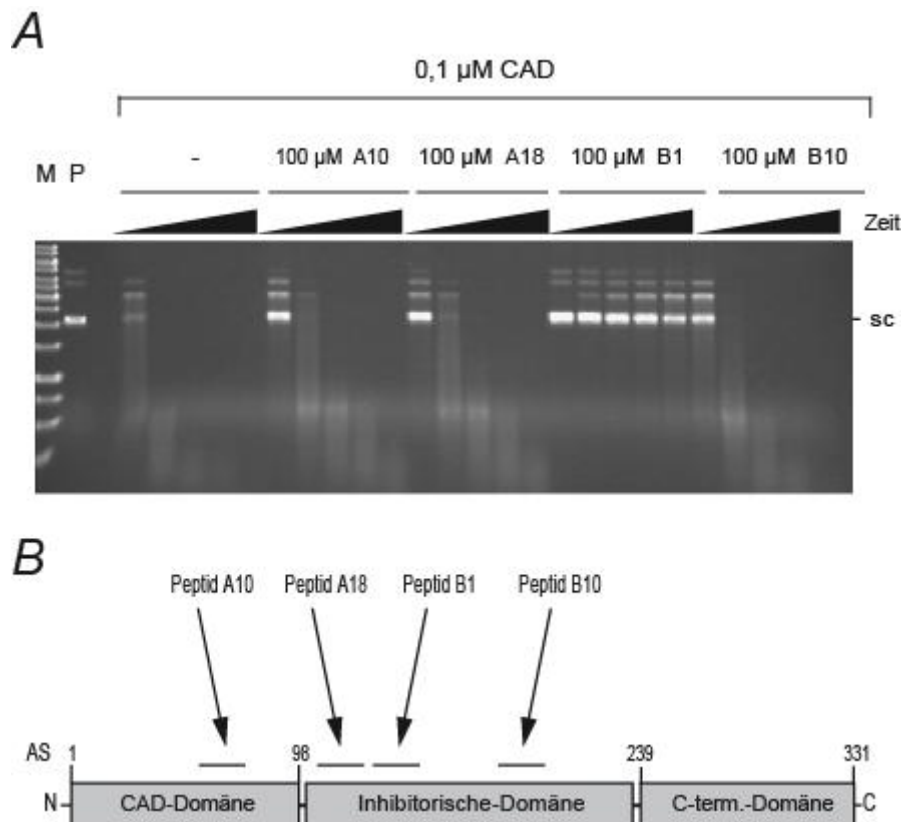 A
0,1 µM CAD
M P - 100 µM A10 100 µM A18 100 µM B1 100 µM B10
Zeit
sc
B
Peptid A10 Peptid A18 Peptid B1 Peptid B10
AS 1 98 239 331
N CAD-Domäne Inhibitorische-Domäne C-term.-Domäne C